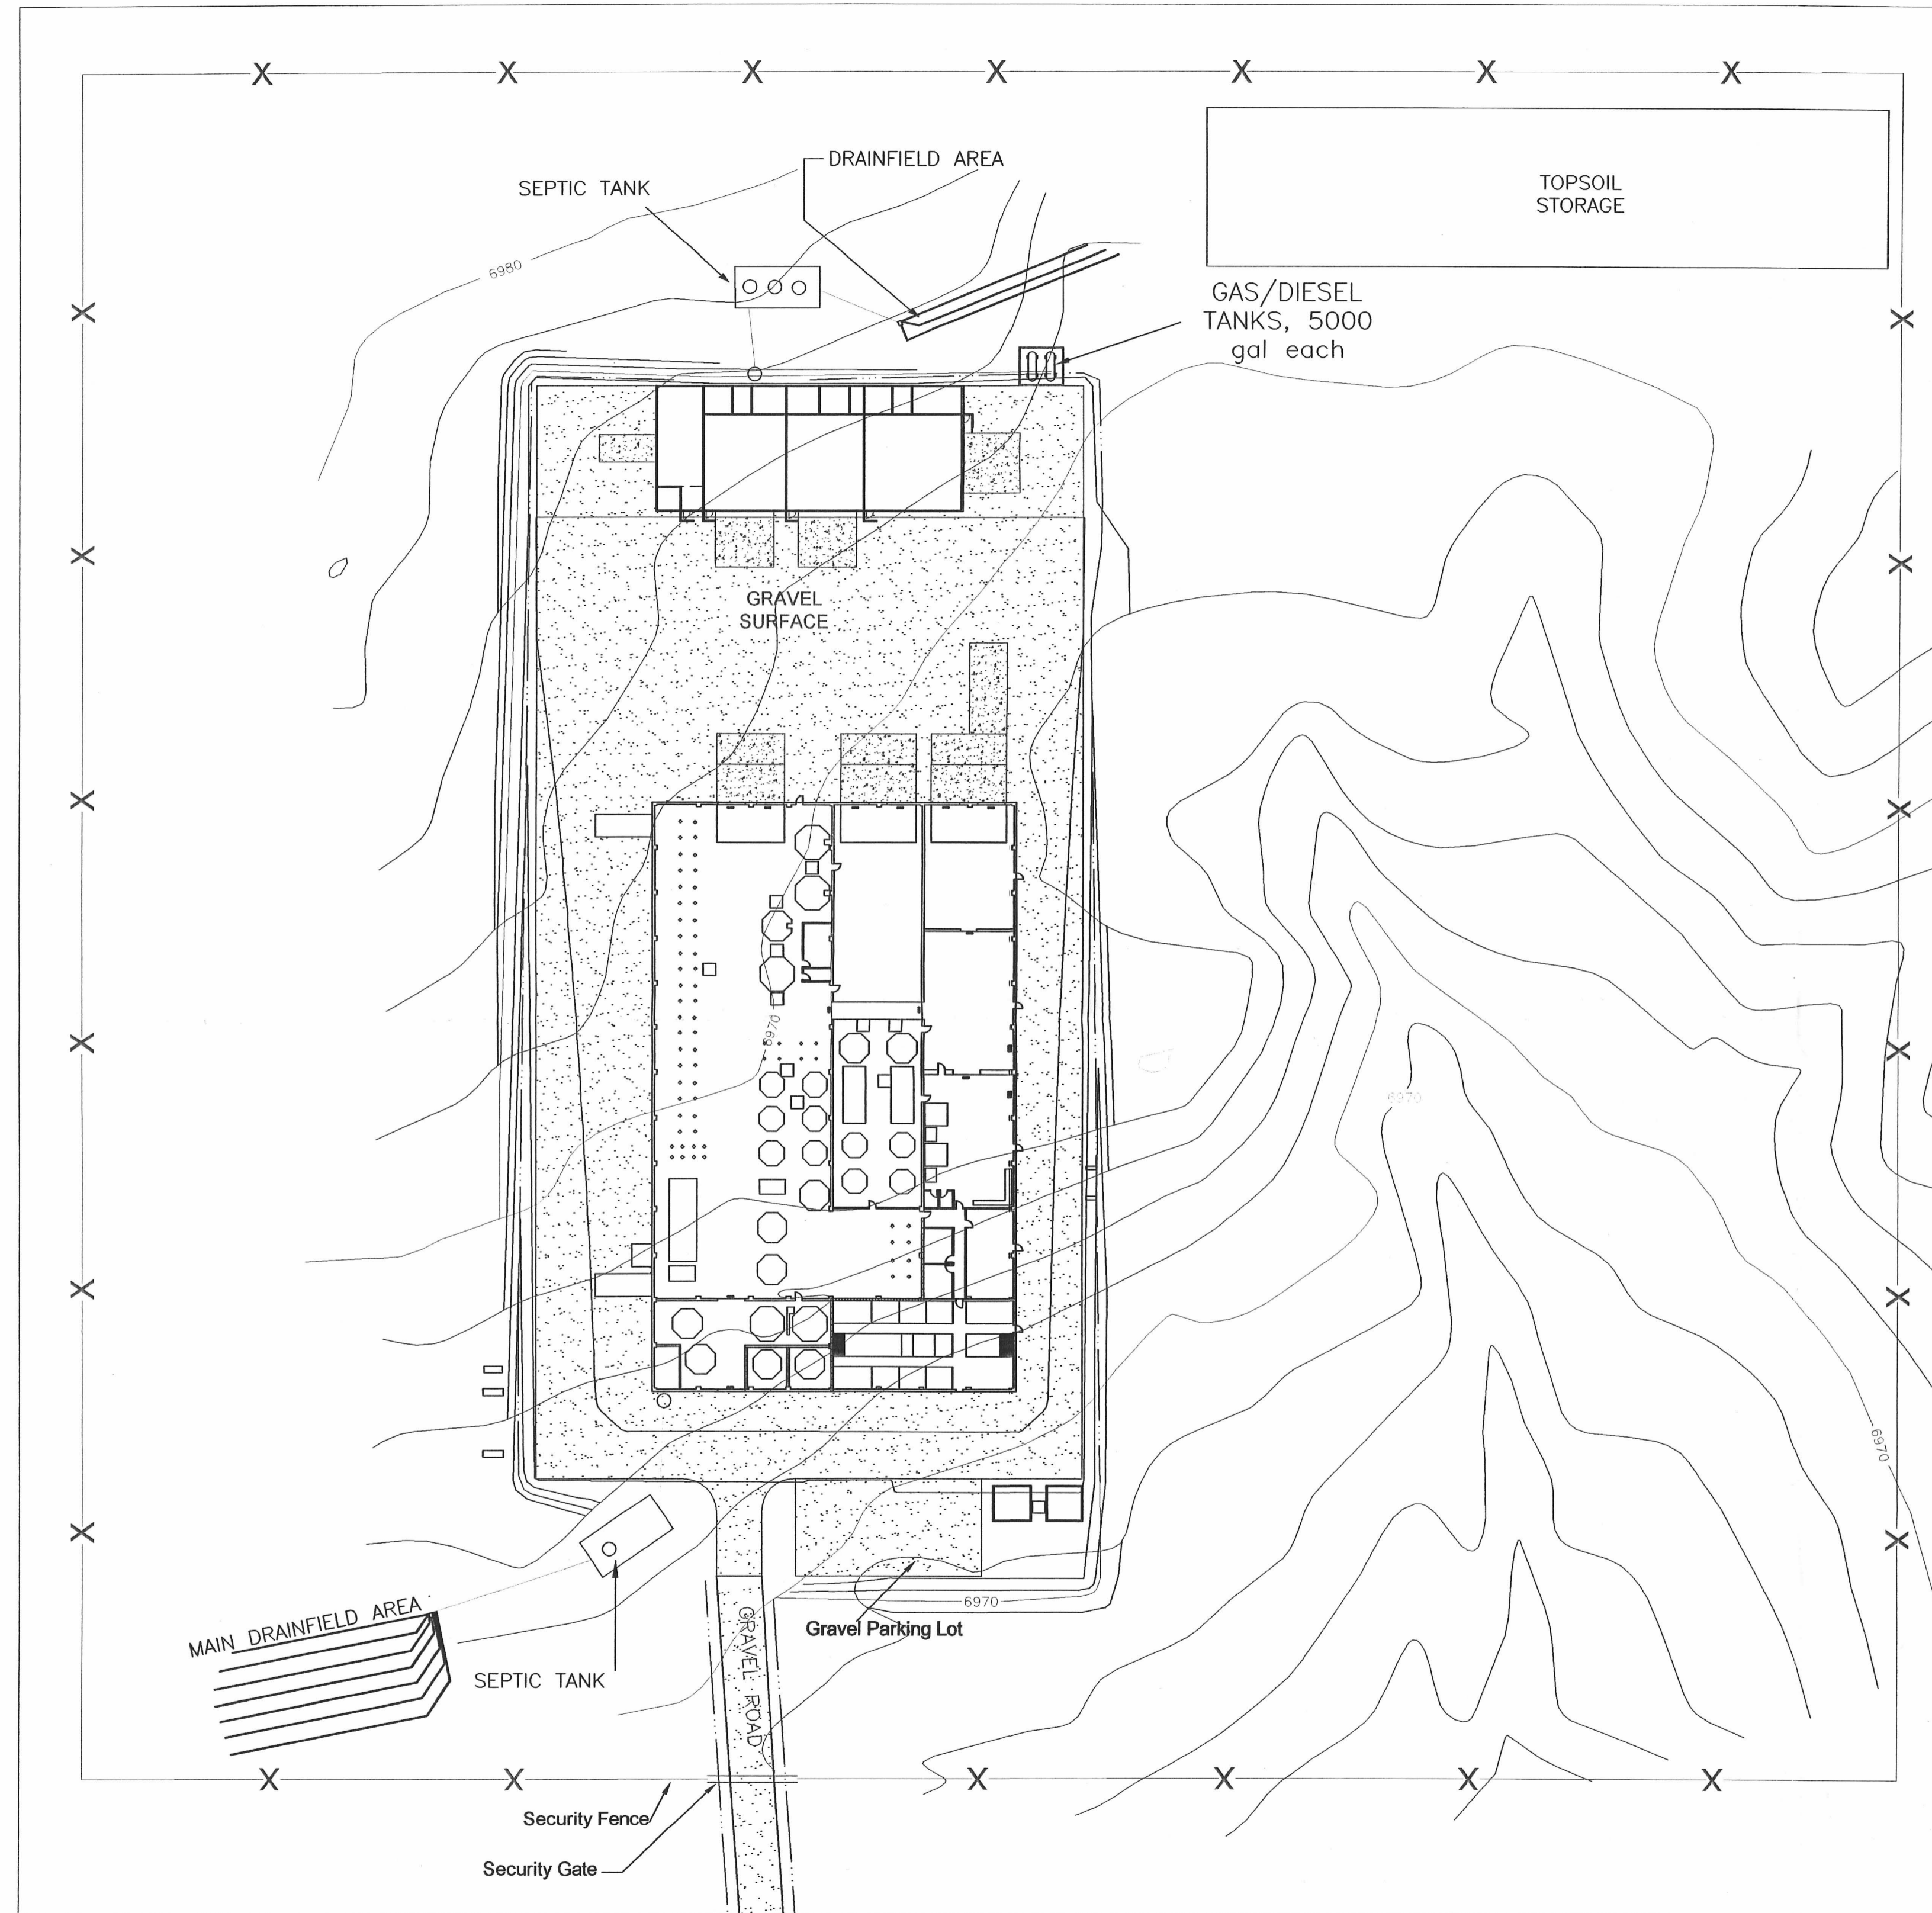 DRAINFIELD AREA
SEPTIC TANK
TOPSOIL
STORAGE
6980
GAS/DIESEL
TANKS, 5000
gal each
GRAVEL
SURFACE
6970
6970
6970
6970
MAIN DRAINFIELD AREA
Gravel Parking Lot
GRAVEL ROAD
SEPTIC TANK
Security Fence
Security Gate
X X X X X X X
X X
X X
X X
X X
X X
X X
X X X X X X